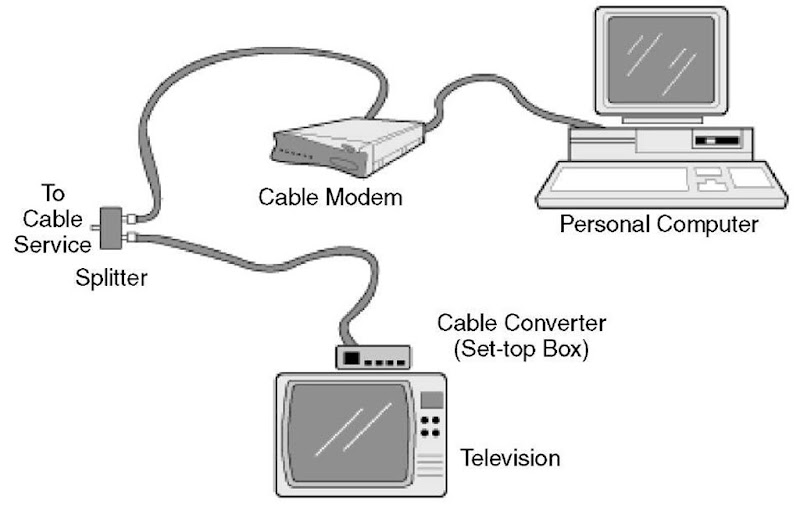 Cable Modem
Personal Computer
To
Cable
Service
Splitter
Cable Converter
(Set-top Box)
Television